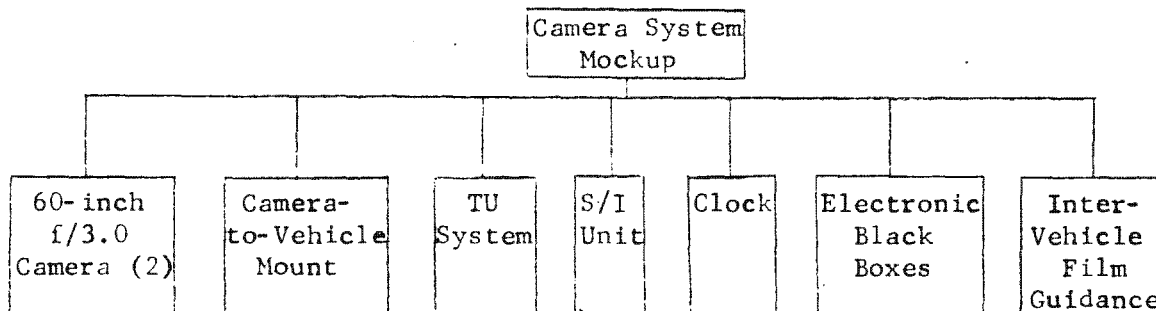 Camera System
Mockup
60-inch
f/3.0
Camera (2)
Camera-
to-Vehicle
Mount
TU
System
S/I
Unit
Clock
Electronic
Black
Boxes
Inter-
Vehicle
Film
Guidance